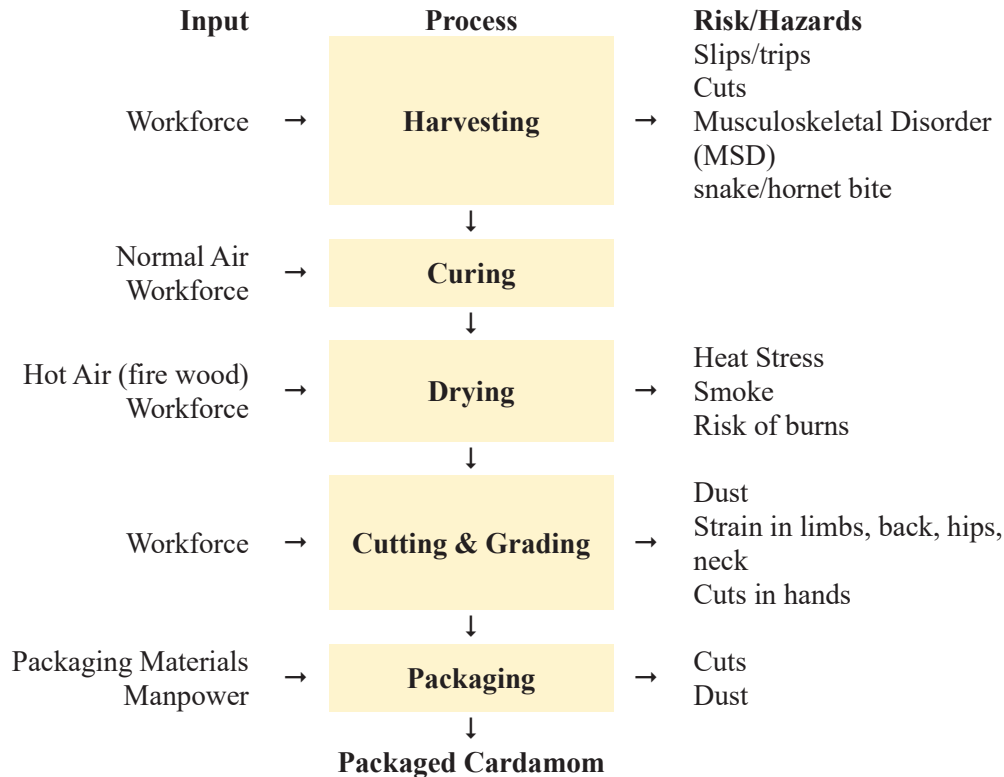 Input Process Risk/Hazards
Slips/trips
Cuts
Workforce → Harvesting → Musculoskeletal Disorder
(MSD)
snake/hornet bite
↓
Normal Air
Workforce → Curing
↓
Hot Air (fire wood)
Workforce → Drying → Heat Stress
Smoke
Risk of burns
↓
Workforce → Cutting & Grading → Dust
Strain in limbs, back, hips,
neck
Cuts in hands
↓
Packaging Materials
Manpower → Packaging → Cuts
Dust
↓
Packaged Cardamom